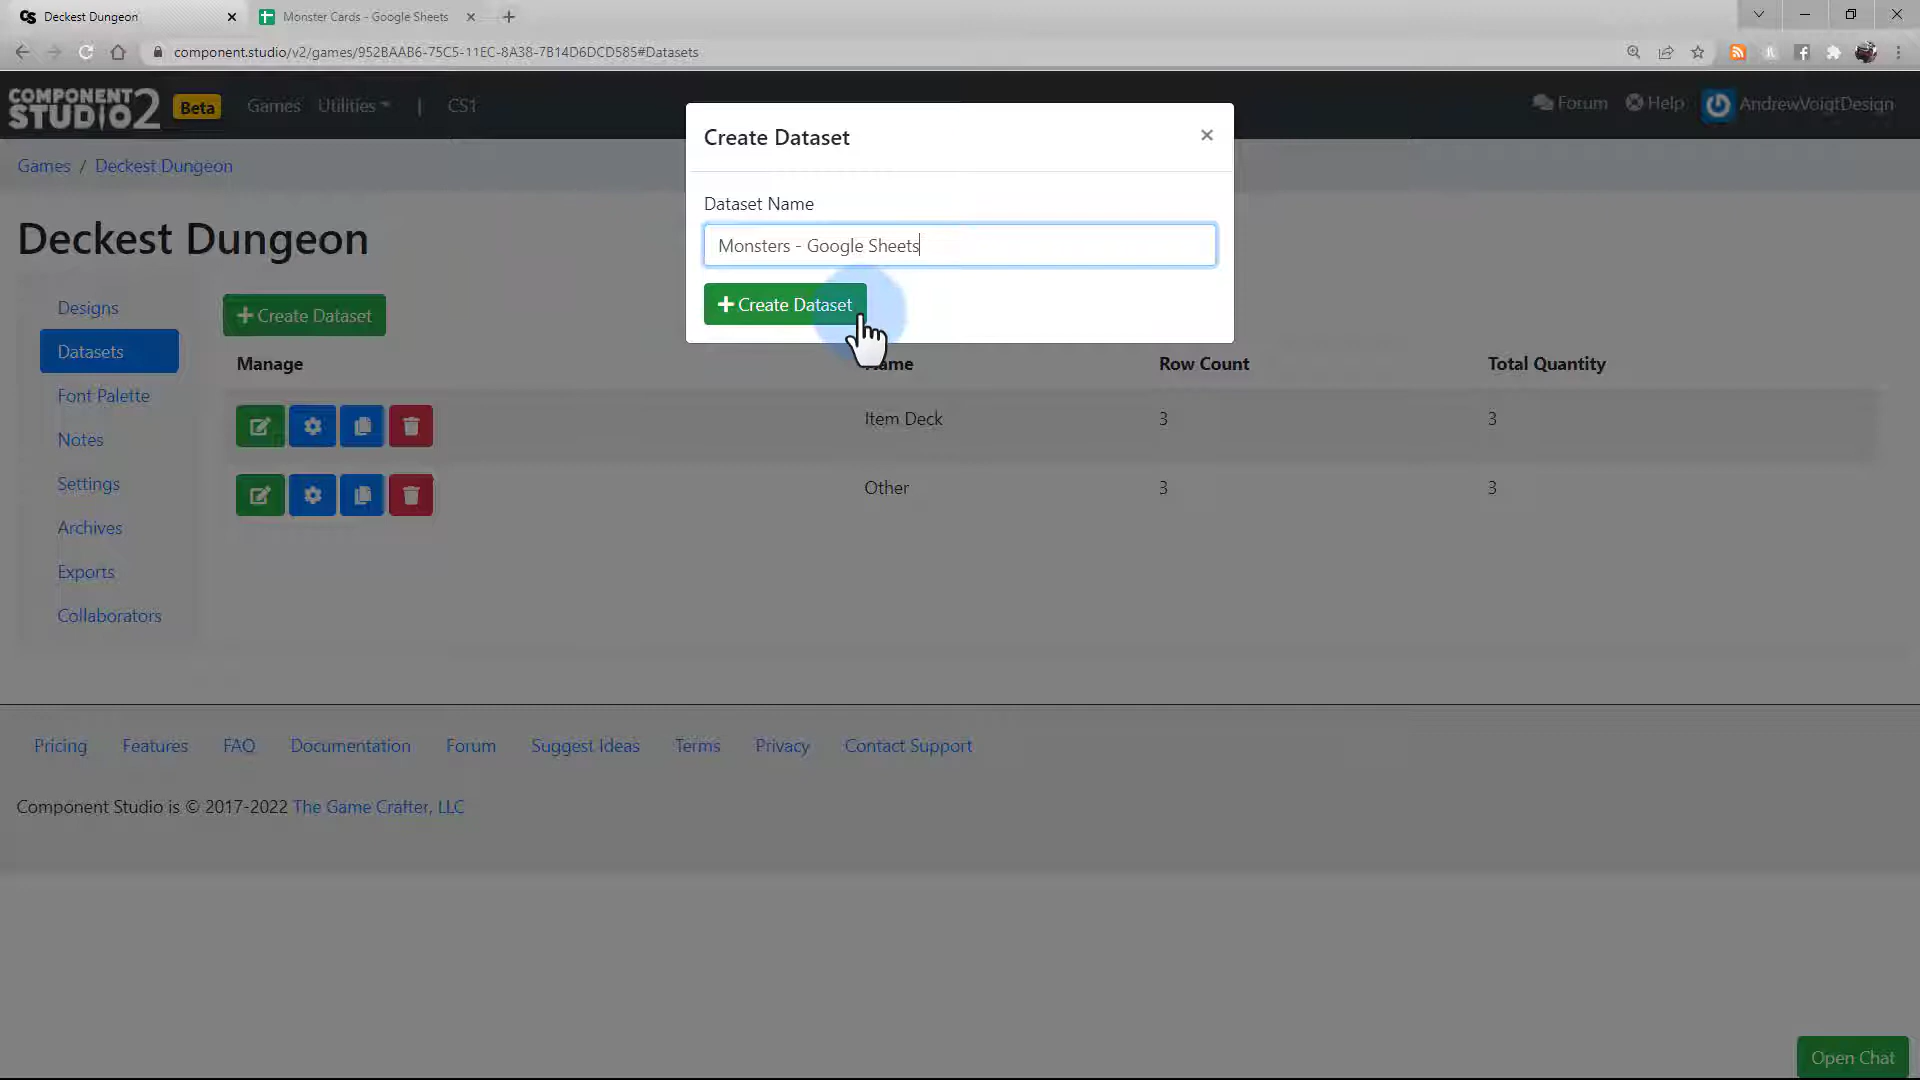 Deckest Dungeon
Monster Cards - Google Sheets
component.studio/v2/games/952BAAB6-75C5-11EC-8A38-7B14D6DCD585#Datasets
COMPONENT STUDIO2 Beta Games Utilities | CS1 Forum Help AndrewVoigtDesign
Games / Deckest Dungeon
Create Dataset ×
Dataset Name
Monsters - Google Sheets
Create Dataset
Deckest Dungeon
Designs
Datasets
Font Palette
Notes
Settings
Archives
Exports
Collaborators
Create Dataset
Manage Name Row Count Total Quantity
Item Deck 3 3
Other 3 3
Pricing Features FAQ Documentation Forum Suggest Ideas Terms Privacy Contact Support
Component Studio is © 2017-2022 The Game Crafter, LLC
Open Chat